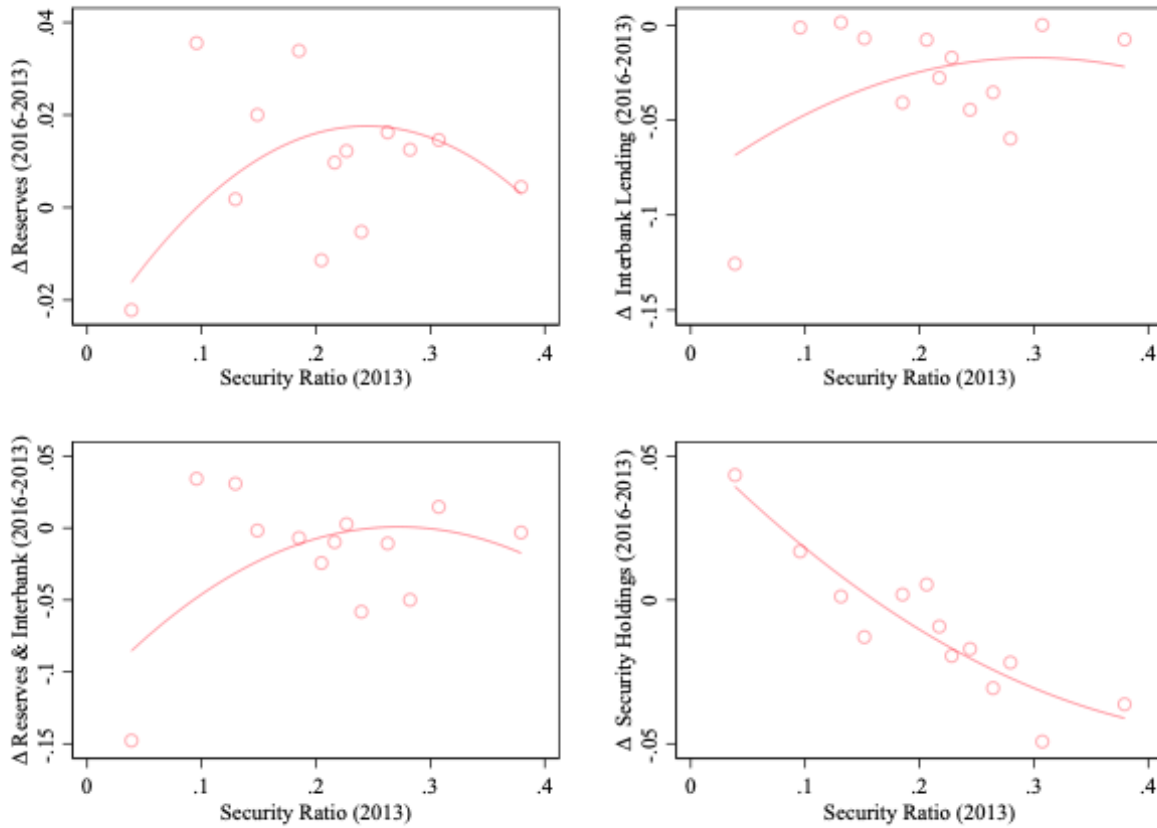 Δ Reserves (2016-2013)
.04
.02
0
-.02
0 .1 .2 .3 .4
Security Ratio (2013)
Δ Interbank Lending (2016-2013)
0
-.05
-.1
-.15
0 .1 .2 .3 .4
Security Ratio (2013)
Δ Reserves & Interbank (2016-2013)
.05
0
-.05
-.1
-.15
0 .1 .2 .3 .4
Security Ratio (2013)
Δ Security Holdings (2016-2013)
.05
0
-.05
0 .1 .2 .3 .4
Security Ratio (2013)